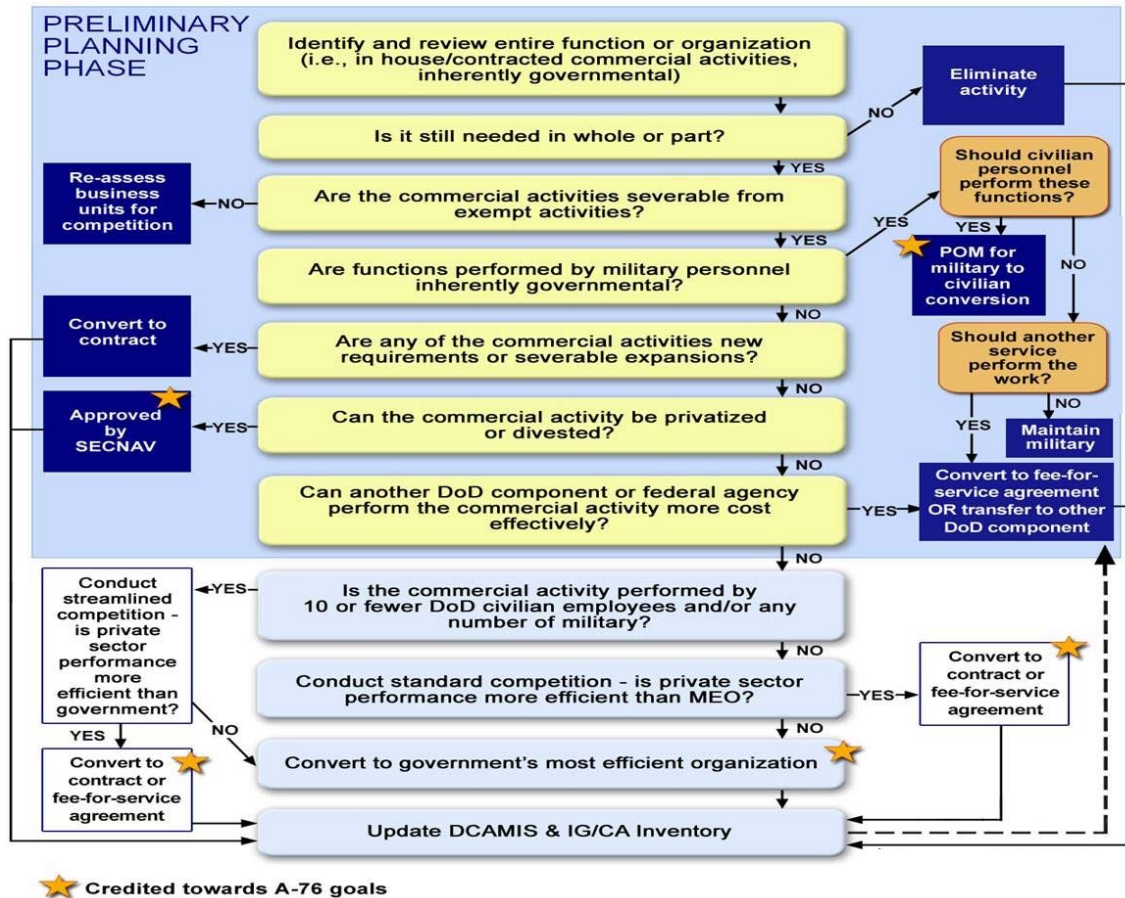 PRELIMINARY
PLANNING
PHASE
Identify and review entire function or organization
(i.e., in house/contracted commercial activities,
inherently governmental)
Eliminate
activity
NO
Is it still needed in whole or part?
YES
Should civilian
personnel
perform these
functions?
Re-assess
business
units for
competition
NO
Are the commercial activities severable from
exempt activities?
YES
YES
YES
NO
POM for
military to
civilian
conversion
Are functions performed by military personnel
inherently governmental?
NO
Convert to
contract
YES
Are any of the commercial activities new
requirements or severable expansions?
NO
Should another
service
perform the
work?
Approved
by
SECNAV
YES
Can the commercial activity be privatized
or divested?
NO
YES
NO
Maintain
military
Can another DoD component or federal agency
perform the commercial activity more cost
effectively?
YES
Convert to fee-for-
service agreement
OR transfer to other
DoD component
NO
Conduct
streamlined
competition -
is private
sector
performance
more
efficient than
government?
YES
Is the commercial activity performed by
10 or fewer DoD civilian employees and/or any
number of military?
NO
Conduct standard competition - is private sector
performance more efficient than MEO?
YES
Convert to
contract or
fee-for-service
agreement
NO
YES
NO
Convert to
contract or
fee-for-service
agreement
Convert to government's most efficient organization
Update DCAMIS & IG/CA Inventory
Credited towards A-76 goals